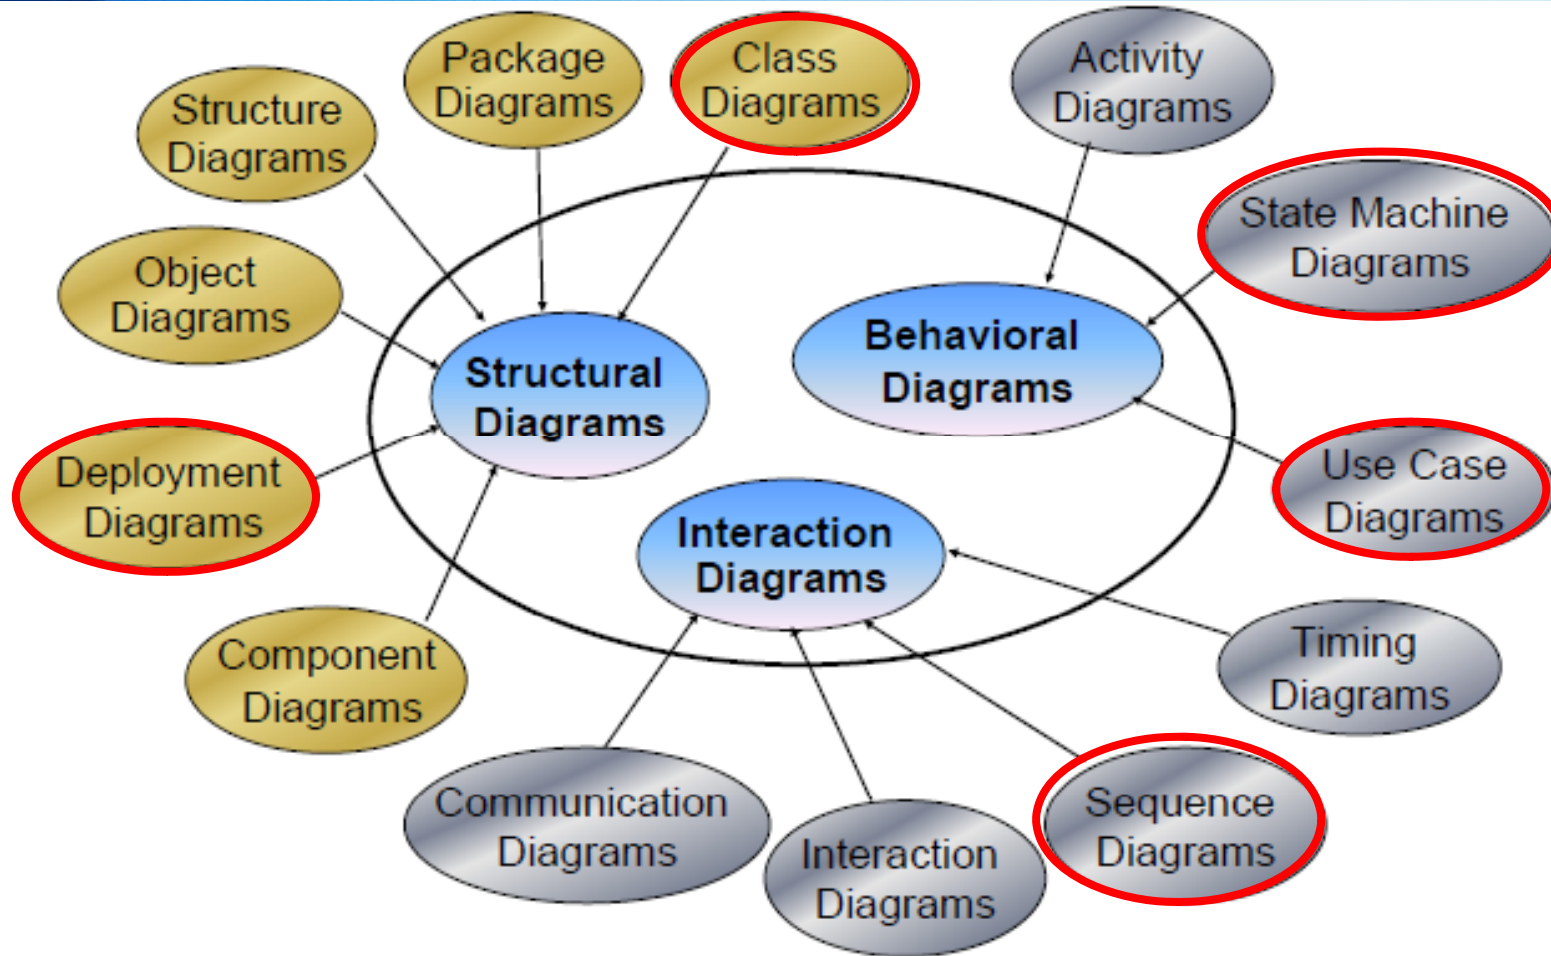 Package
Diagrams
Class
Diagrams
Activity
Diagrams
Structure
Diagrams
State Machine
Diagrams
Object
Diagrams
Behavioral
Diagrams
Structural
Diagrams
Deployment
Diagrams
Use Case
Diagrams
Interaction
Diagrams
Component
Diagrams
Timing
Diagrams
Communication
Diagrams
Interaction
Diagrams
Sequence
Diagrams